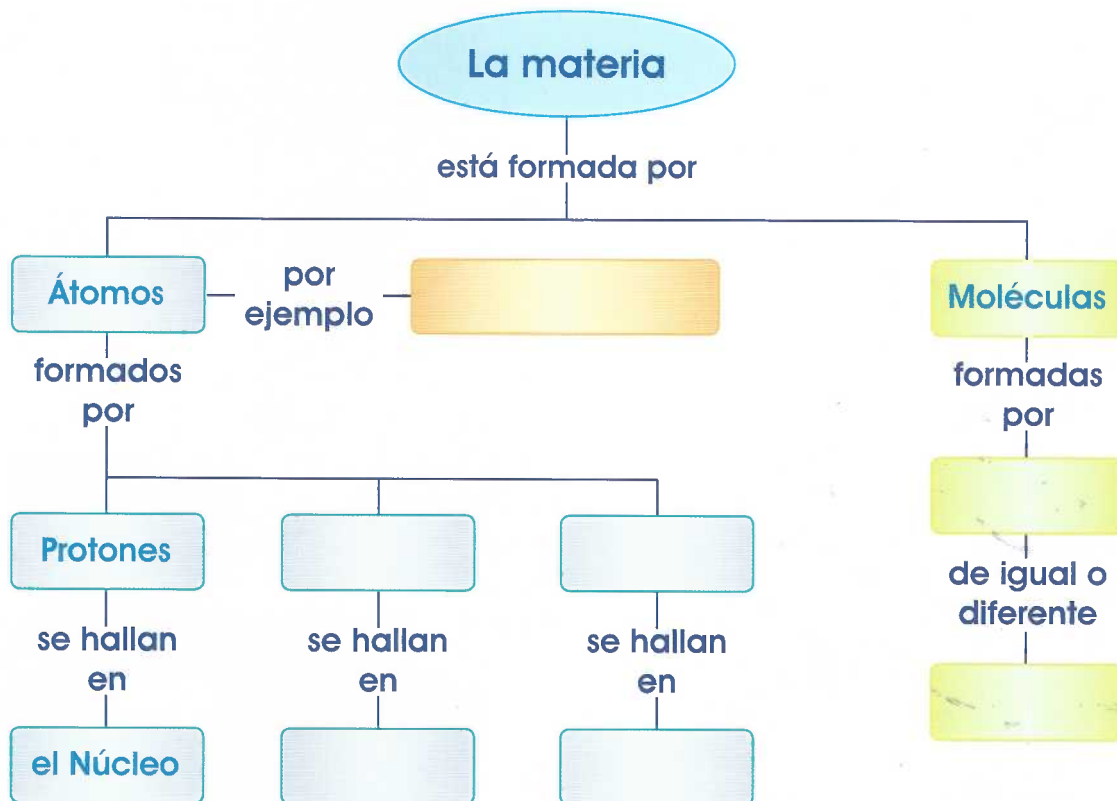 La materia
está formada por
Átomos
por
ejemplo
Moléculas
formados
por
formadas
por
Protones
de igual o
diferente
se hallan
en
se hallan
en
se hallan
en
el Núcleo